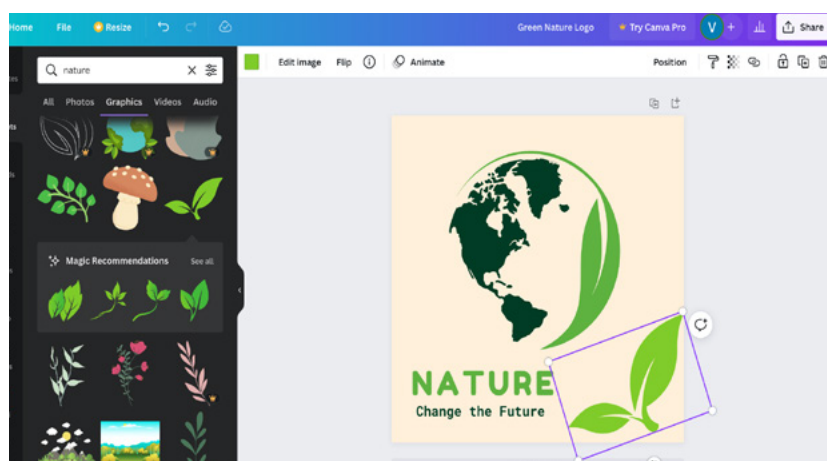 Home File Resize Green Nature Logo Try Canva Pro V + Share
nature Edit image Flip Animate Position
All Photos Graphics Videos Audio
Magic Recommendations See all
NATURE
Change the Future